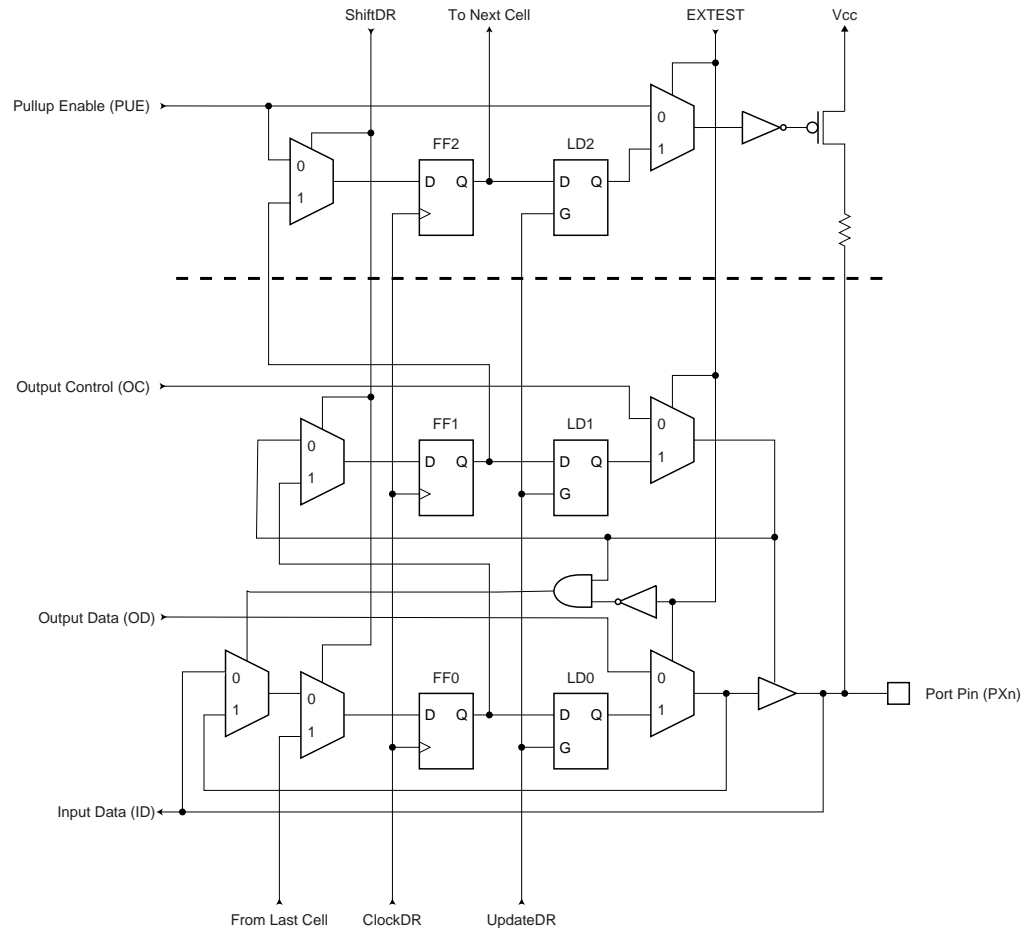 ShiftDR To Next Cell EXTEST Vcc
Pullup Enable (PUE)
0
1
0
1
FF2 LD2
D Q D Q
G
Output Control (OC)
0
1
0
1
FF1 LD1
D Q D Q
G
Output Data (OD)
0
1
0
1
0
1
FF0 LD0
D Q D Q
G
Port Pin (PXn)
Input Data (ID)
From Last Cell ClockDR UpdateDR